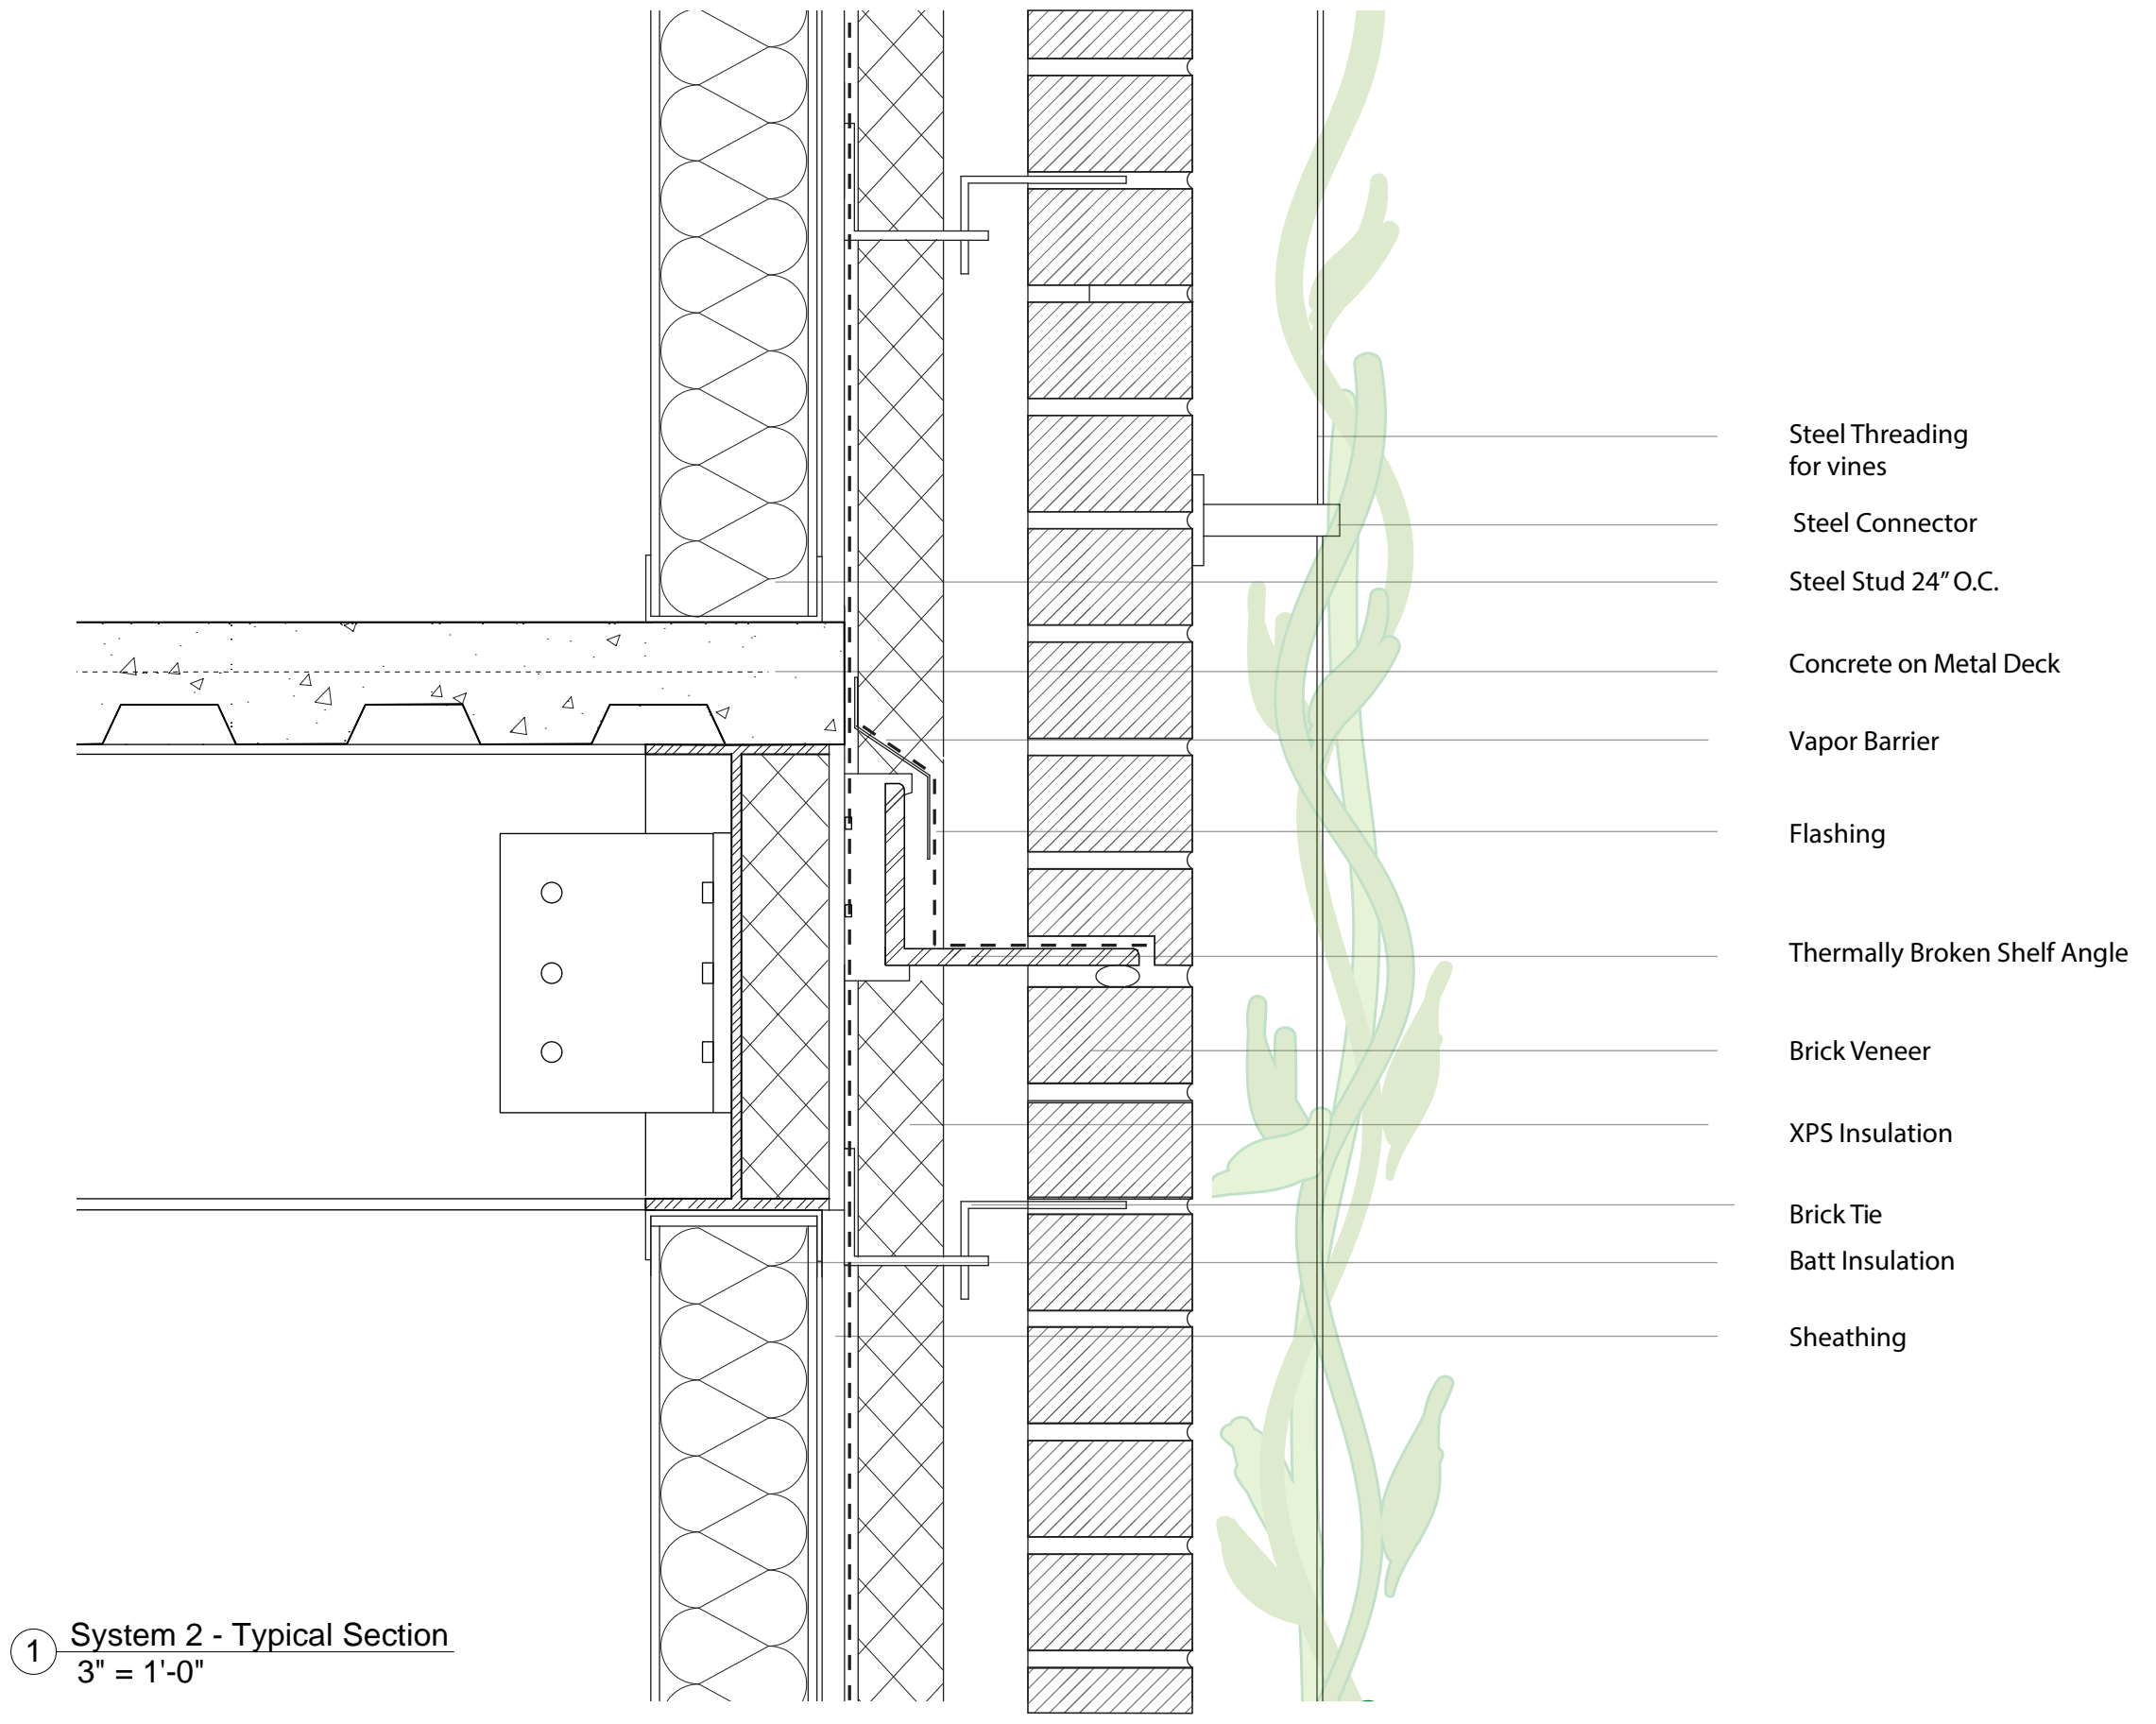 Steel Threading
for vines
Steel Connector
Steel Stud 24” O.C.
Concrete on Metal Deck
Vapor Barrier
Flashing
Thermally Broken Shelf Angle
Brick Veneer
XPS Insulation
Brick Tie
Batt Insulation
Sheathing
1 System 2 - Typical Section
3" = 1'-0"